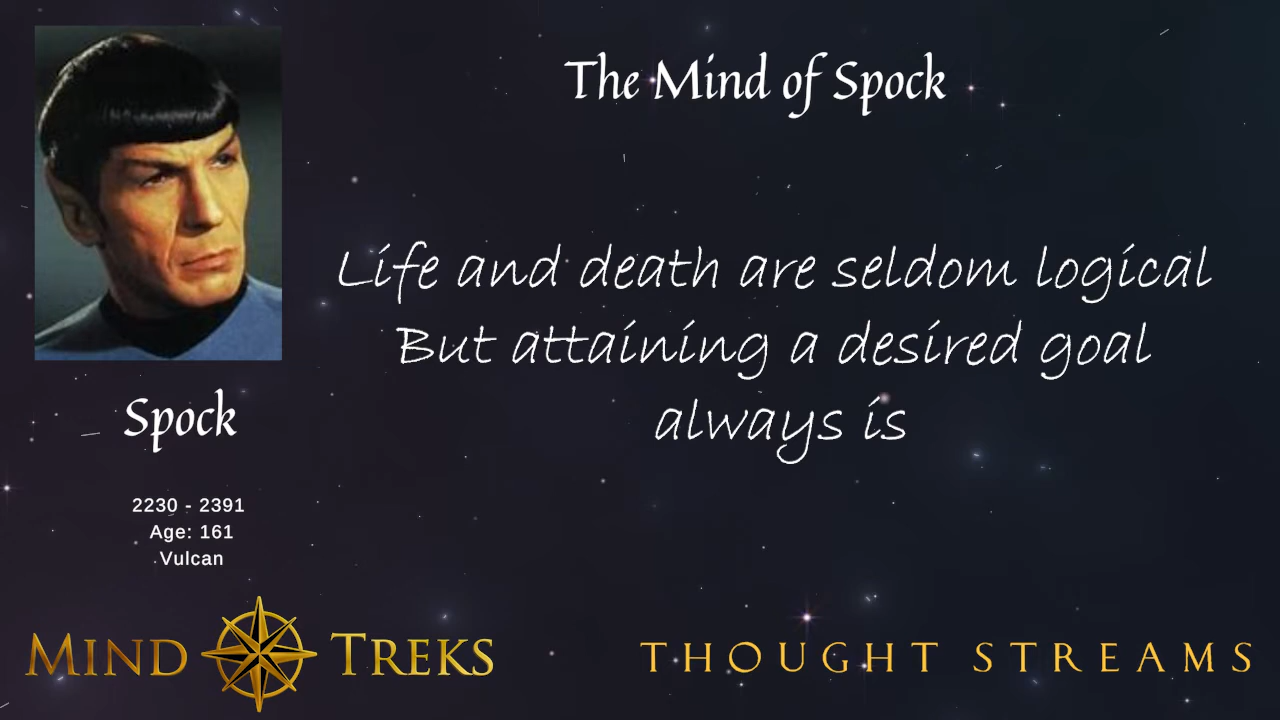 The Mind of Spock
Life and death are seldom logical
But attaining a desired goal
always is
Spock
2230 - 2391
Age: 161
Vulcan
MIND TREKS
THOUGHT STREAMS